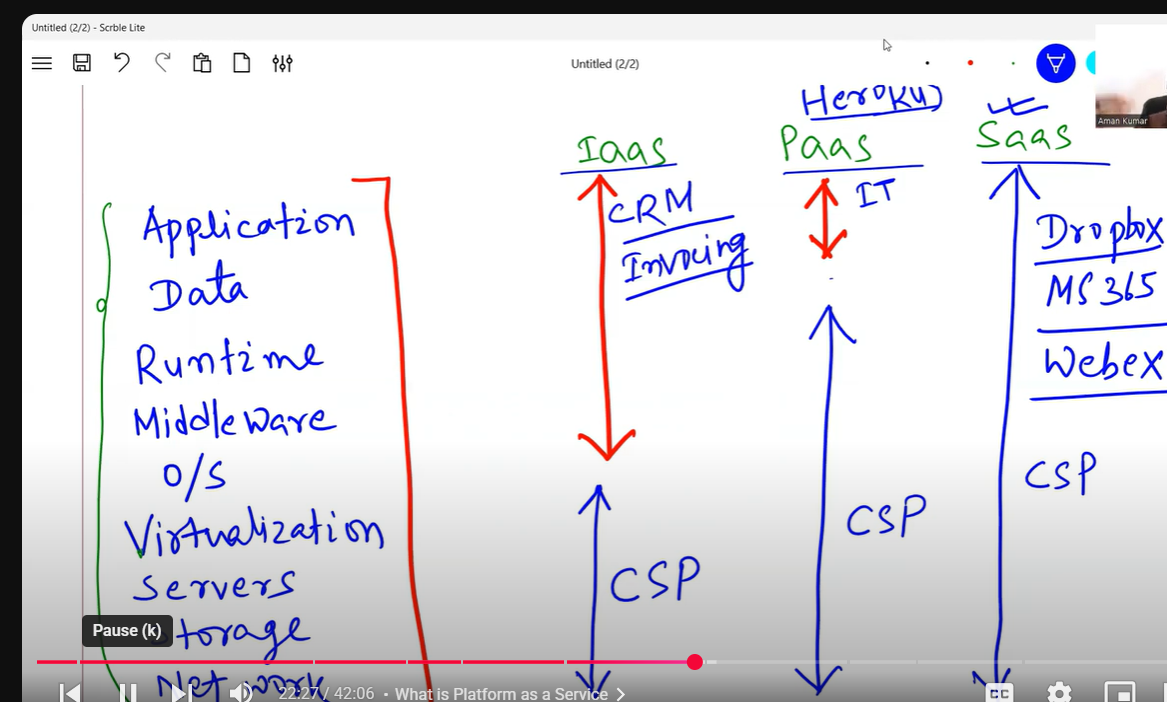 Untitled (2/2) - Scrble Lite
Untitled (2/2)
Aman Kumar
Heroku)
Iaas
Paas
Saas
CRM
Invocing
IT
Dropbox
MS 365
Webex
Application
Data
Runtime
Middleware
O/S
Virtualization
Servers
Storage
Network
CSP
CSP
CSP
Pause (k)
22:27 / 42:06 • What is Platform as a Service
CC